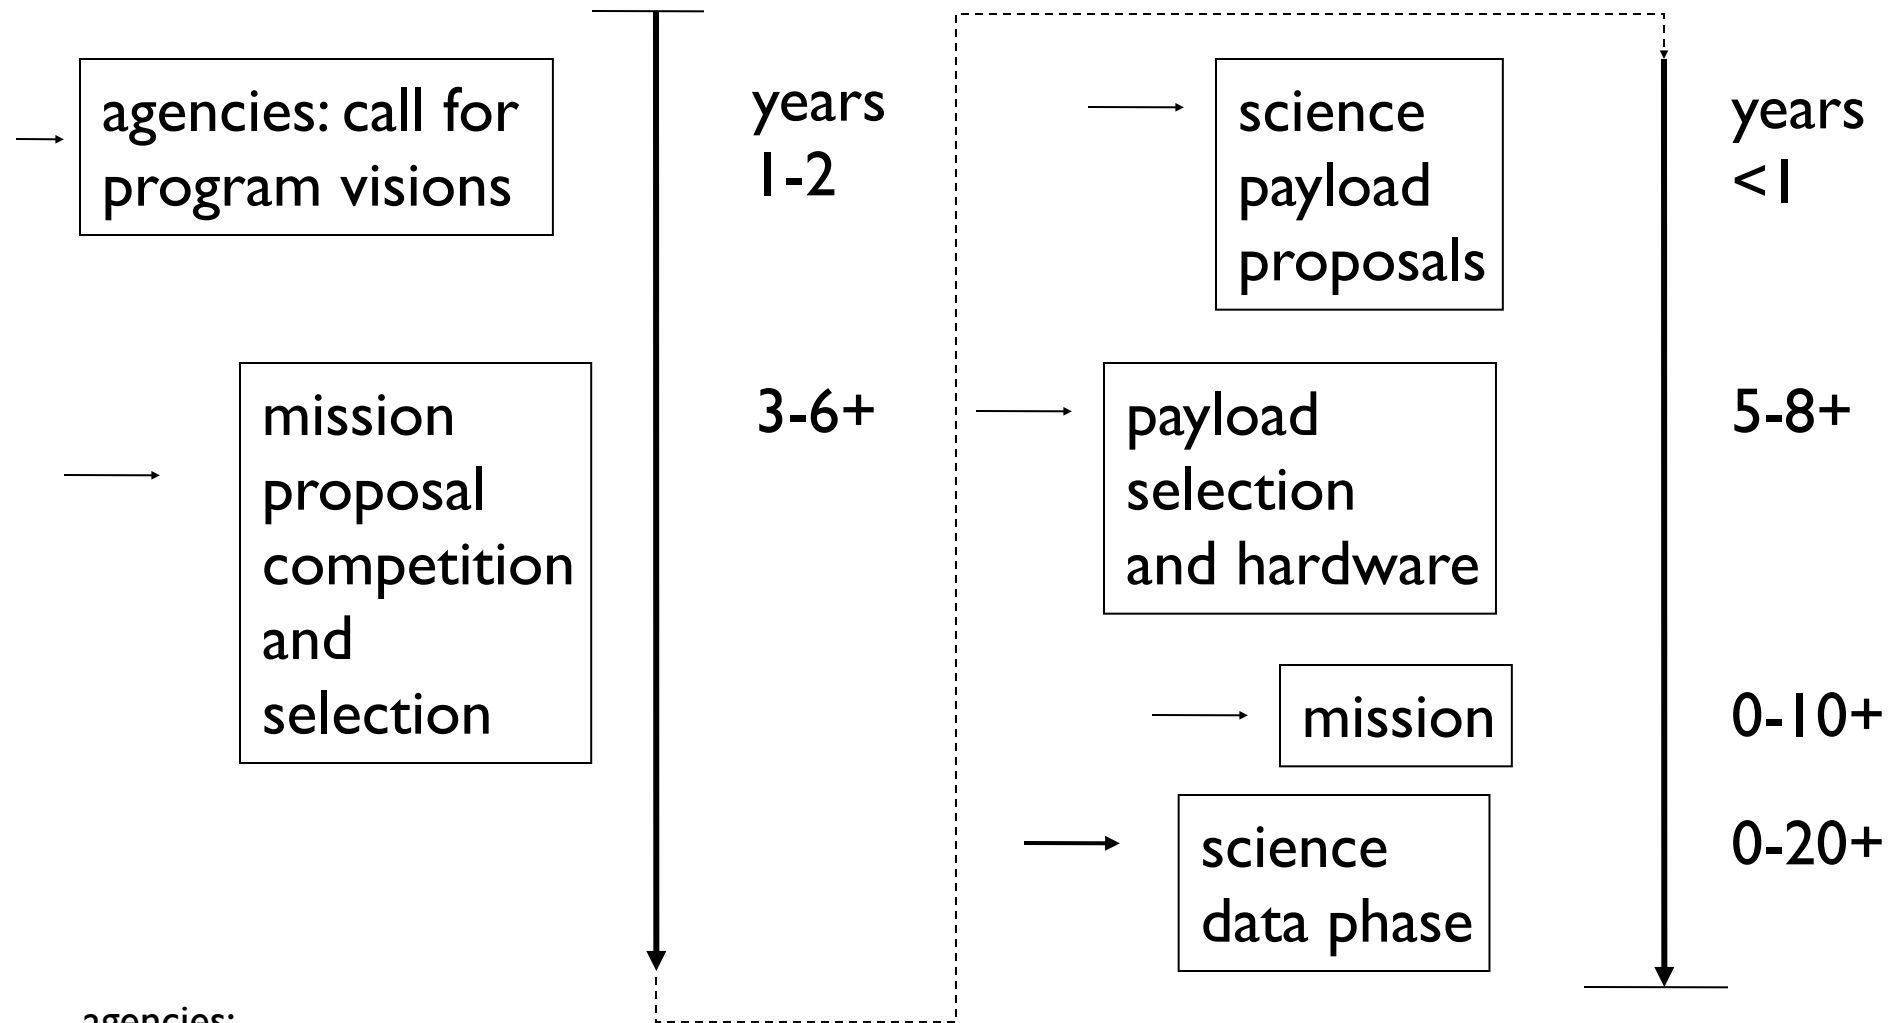 agencies: call for
program visions
years
1-2
mission
proposal
competition
and
selection
3-6+
science
payload
proposals
years
<1
payload
selection
and hardware
5-8+
mission
0-10+
science
data phase
0-20+
agencies: